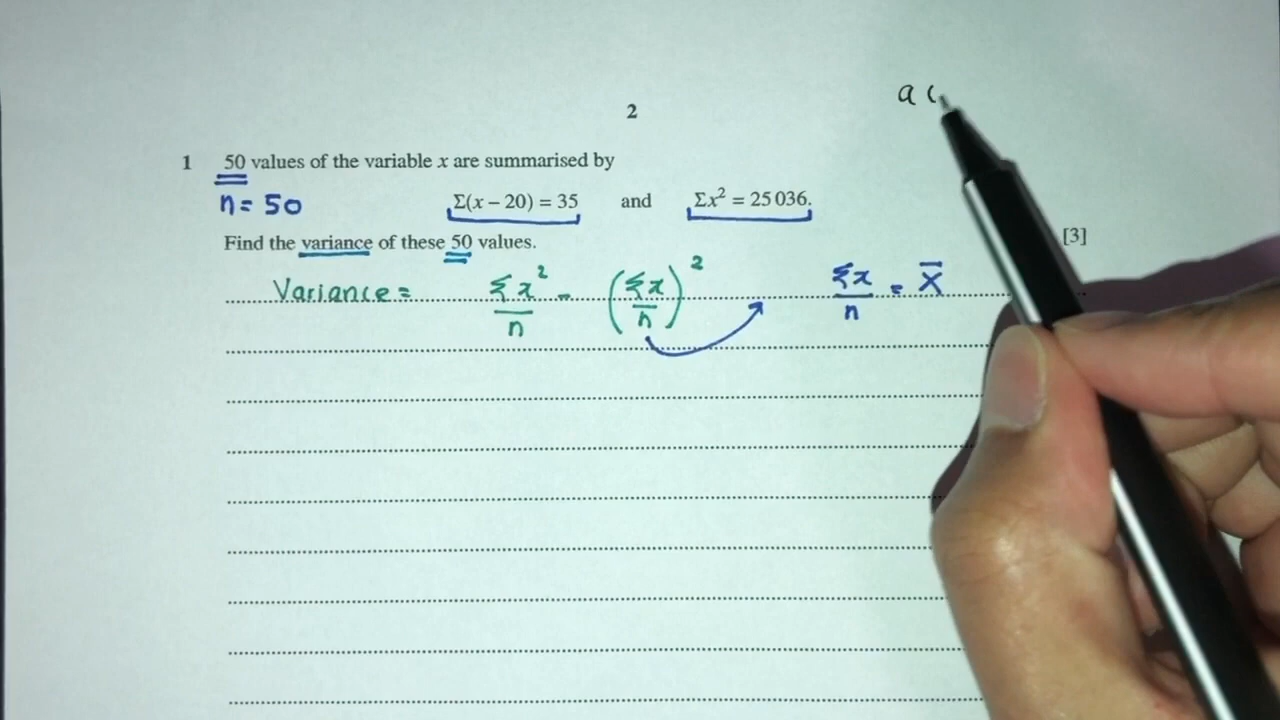 a (
2
1 50 values of the variable x are summarised by
n = 50 Σ(x – 20) = 35 and Σx² = 25 036.
Find the variance of these 50 values. [3]
Variance = Σx²/n - (Σx/n)² Σx/n = x̄